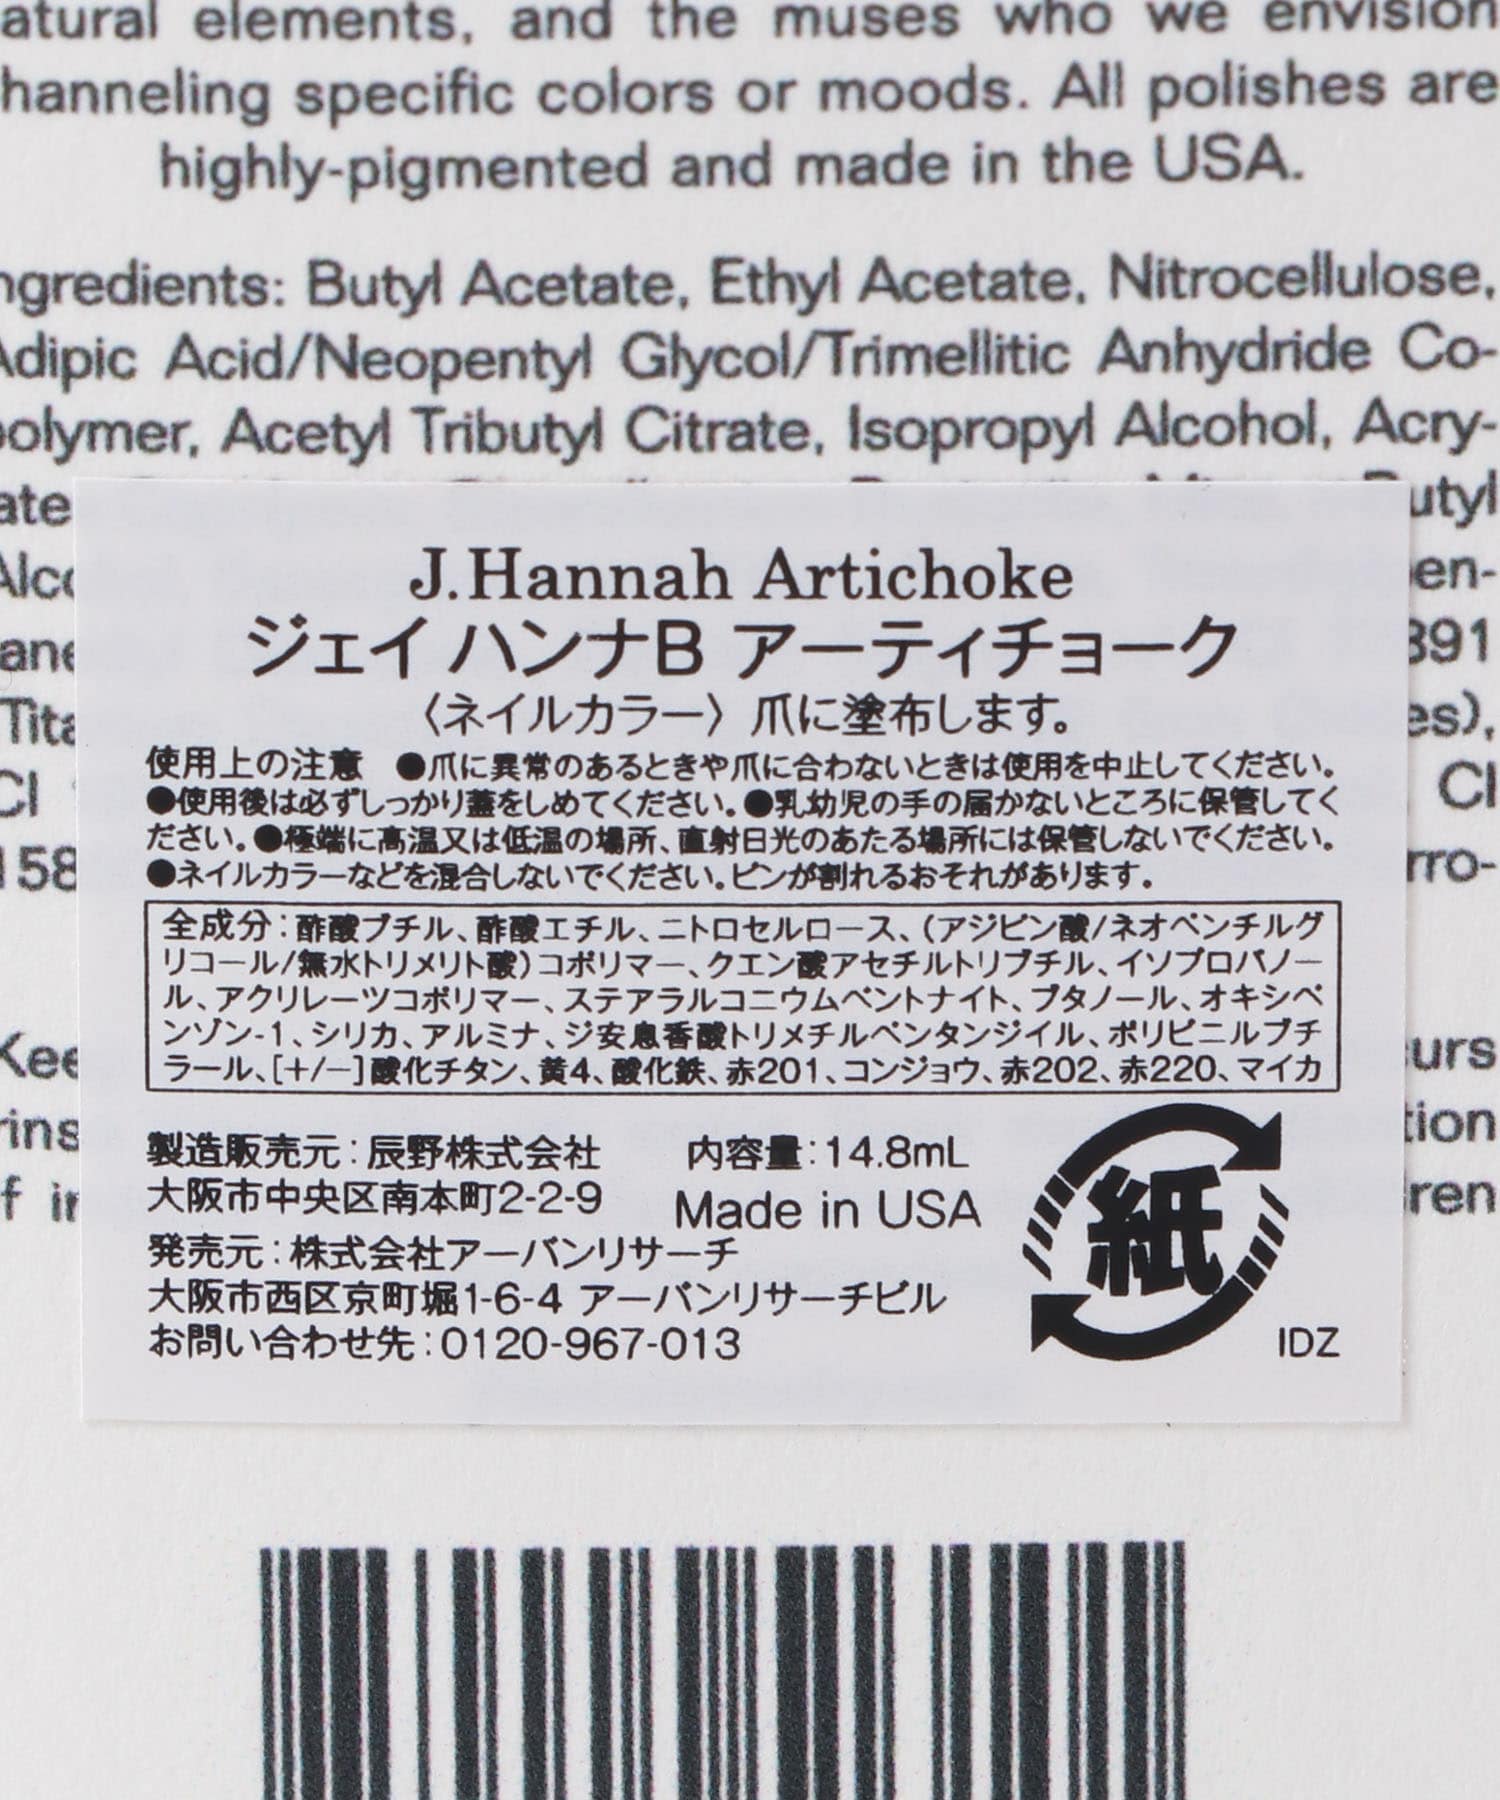 elements, and the muses who we envision
specific colors or moods. All polishes are
highly-pigmented and made in the USA.
Butyl Acetate, Ethyl Acetate, Nitrocellulose,
Acid/Neopentyl Glycol/Trimellitic Anhydride Co-
Acetyl Tributyl Citrate, Isopropyl Alcohol, Acry-
Butyl
J.Hannah Artichoke
ジェイ ハンナB アーティチョーク
〈ネイルカラー〉 爪に塗布します。
使用上の注意 ●爪に異常のあるときや爪に合わないときは使用を中止してください。
●使用後は必ずしっかり蓋をしめてください。●乳幼児の手の届かないところに保管してく
ださい。●極端に高温又は低温の場所、直射日光のあたる場所には保管しないでください。
●ネイルカラーなどを混合しないでください。ビンが割れるおそれがあります。
全成分：酢酸ブチル、酢酸エチル、ニトロセルロース、(アジピン酸/ネオペンチルグ
リコール/無水トリメリト酸)コポリマー、クエン酸アセチルトリブチル、イソプロパノー
ル、アクリレーツコポリマー、ステアラルコニウムベントナイト、ブタノール、オキシベ
ンゾン-1、シリカ、アルミナ、ジ安息香酸トリメチルペンタンジイル、ポリビニルブチ
ラール、[+/−]酸化チタン、黄4、酸化鉄、赤201、コンジョウ、赤202、赤220、マイカ
製造販売元：辰野株式会社 内容量：14.8mL
大阪市中央区南本町2-2-9 Made in USA
発売元：株式会社アーバンリサーチ
大阪市西区京町堀1-6-4 アーバンリサーチビル
お問い合わせ先：0120-967-013
紙
IDZ
CI